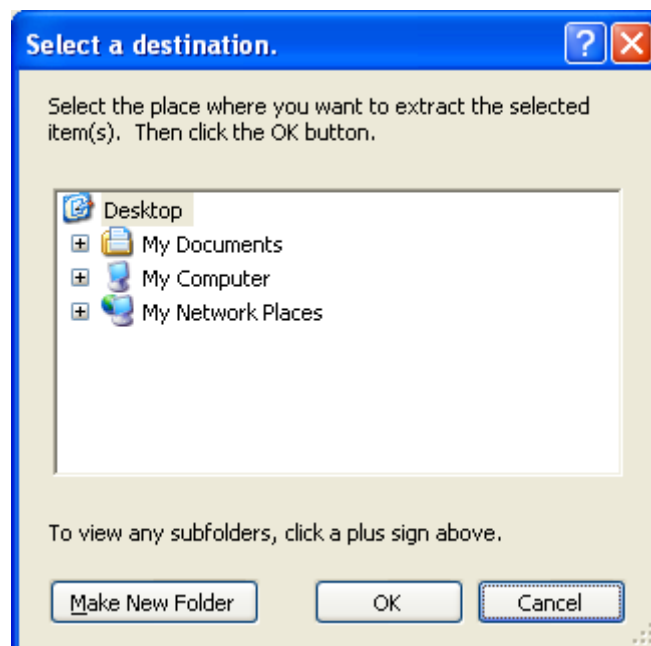 Select a destination.
Select the place where you want to extract the selected
item(s).  Then click the OK button.
Desktop
My Documents
My Computer
My Network Places
To view any subfolders, click a plus sign above.
Make New Folder
OK
Cancel